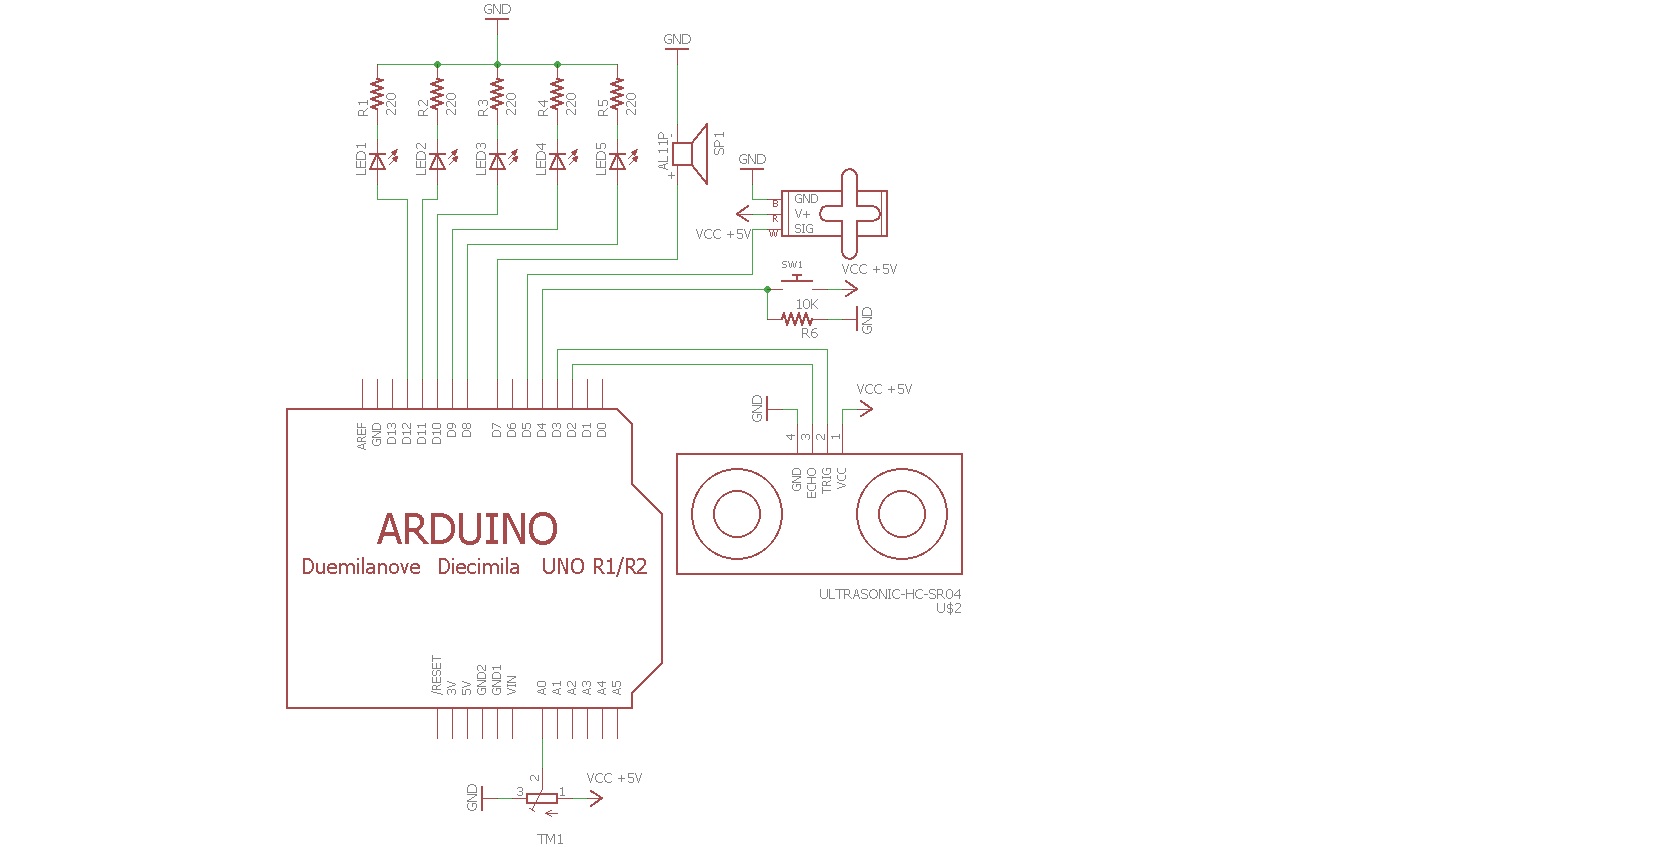 GND
GND
R1
220
R2
220
R3
220
R4
220
R5
220
LED1
LED2
LED3
LED4
LED5
AL11P
-
+
SP1
GND
B
R
W
GND
V+
SIG
VCC +5V
SW1
VCC +5V
10K
R6
GND
VCC +5V
GND
4
3
2
1
GND
ECHO
TRIG
VCC
ULTRASONIC-HC-SR04
U$2
AREF
GND
D13
D12
D11
D10
D9
D8
D7
D6
D5
D4
D3
D2
D1
D0
ARDUINO
Duemilanove Diecimila UNO R1/R2
/RESET
3V
5V
GND2
GND1
VIN
A0
A1
A2
A3
A4
A5
2
VCC +5V
GND
3
1
TM1